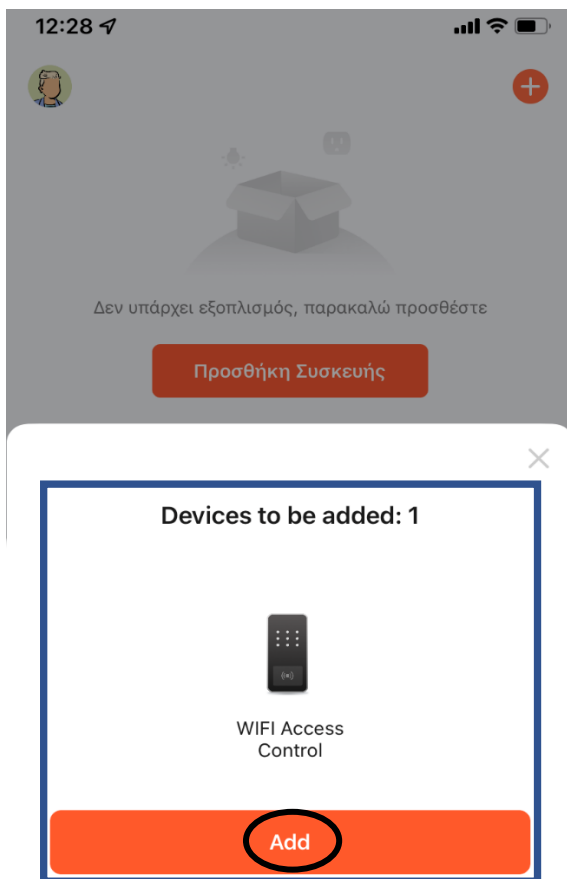 12:28
Δεν υπάρχει εξοπλισμός, παρακαλώ προσθέστε
Προσθήκη Συσκευής
Devices to be added: 1
WIFI Access
Control
Add